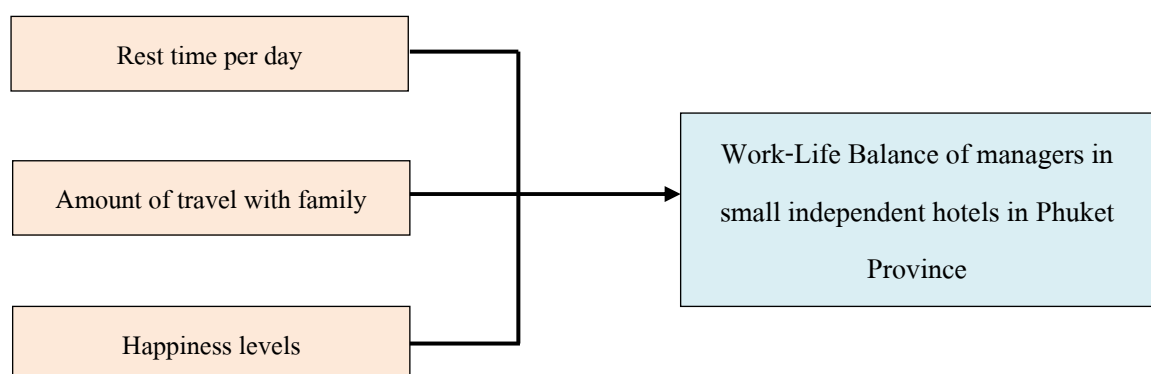 Rest time per day
Amount of travel with family
Happiness levels
Work-Life Balance of managers in
small independent hotels in Phuket
Province